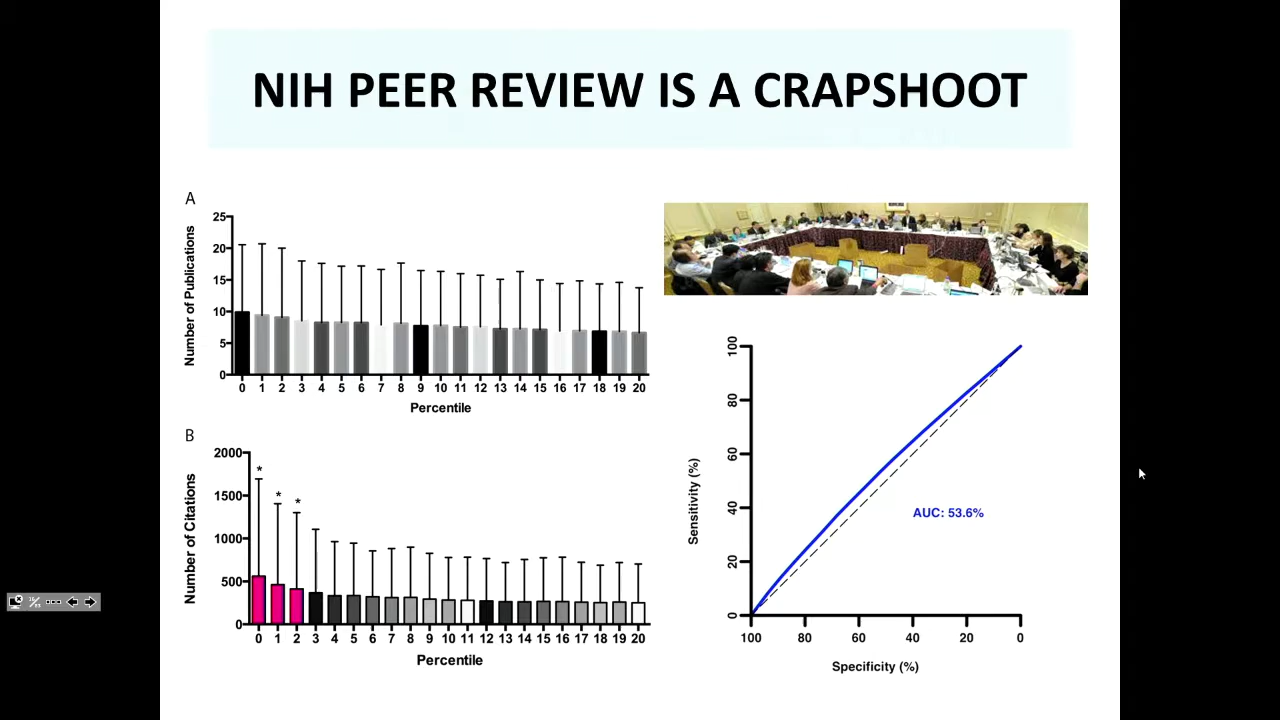 NIH PEER REVIEW IS A CRAPSHOOT
A
Number of Publications
25
20
15
10
5
0
0 1 2 3 4 5 6 7 8 9 10 11 12 13 14 15 16 17 18 19 20
Percentile
B
Number of Citations
2000
1500
1000
500
0
* * *
0 1 2 3 4 5 6 7 8 9 10 11 12 13 14 15 16 17 18 19 20
Percentile
Sensitivity (%)
100
80
60
40
20
0
AUC: 53.6%
100 80 60 40 20 0
Specificity (%)